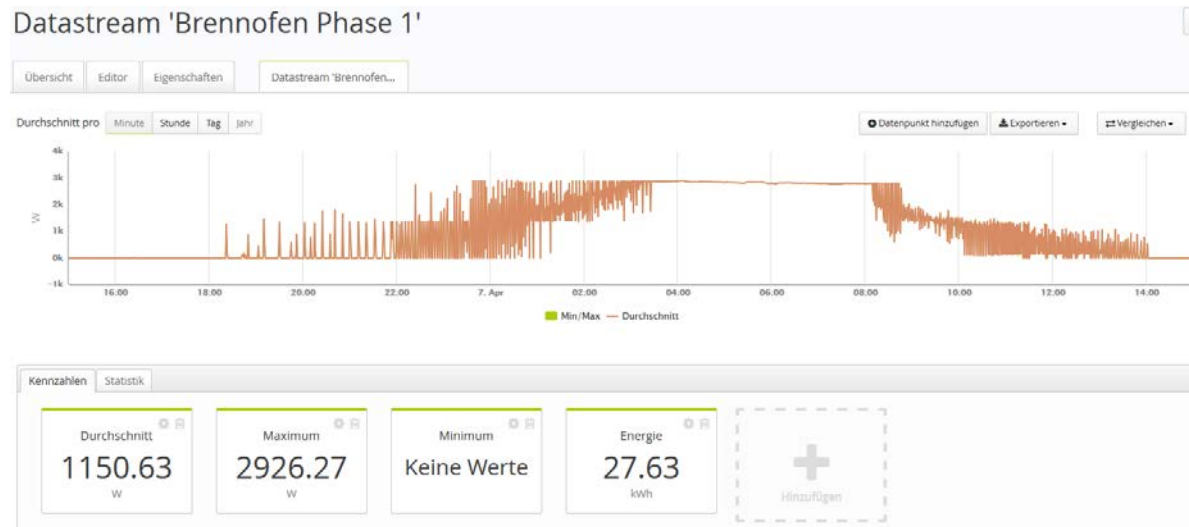 Datastream 'Brennofen Phase 1'
Übersicht Editor Eigenschaften Datastream 'Brennofen...
Durchschnitt pro Minute Stunde Tag Jahr Datenpunkt hinzufügen Exportieren Vergleichen
4k
3k
2k
1k
0k
-1k
W
16:00 18:00 20:00 22:00 7. Apr 02:00 04:00 06:00 08:00 10:00 12:00 14:00
Min/Max Durchschnitt
Kennzahlen Statistik
Durchschnitt Maximum Minimum Energie
1150.63 2926.27 Keine Werte 27.63
W W kWh
Hinzufügen